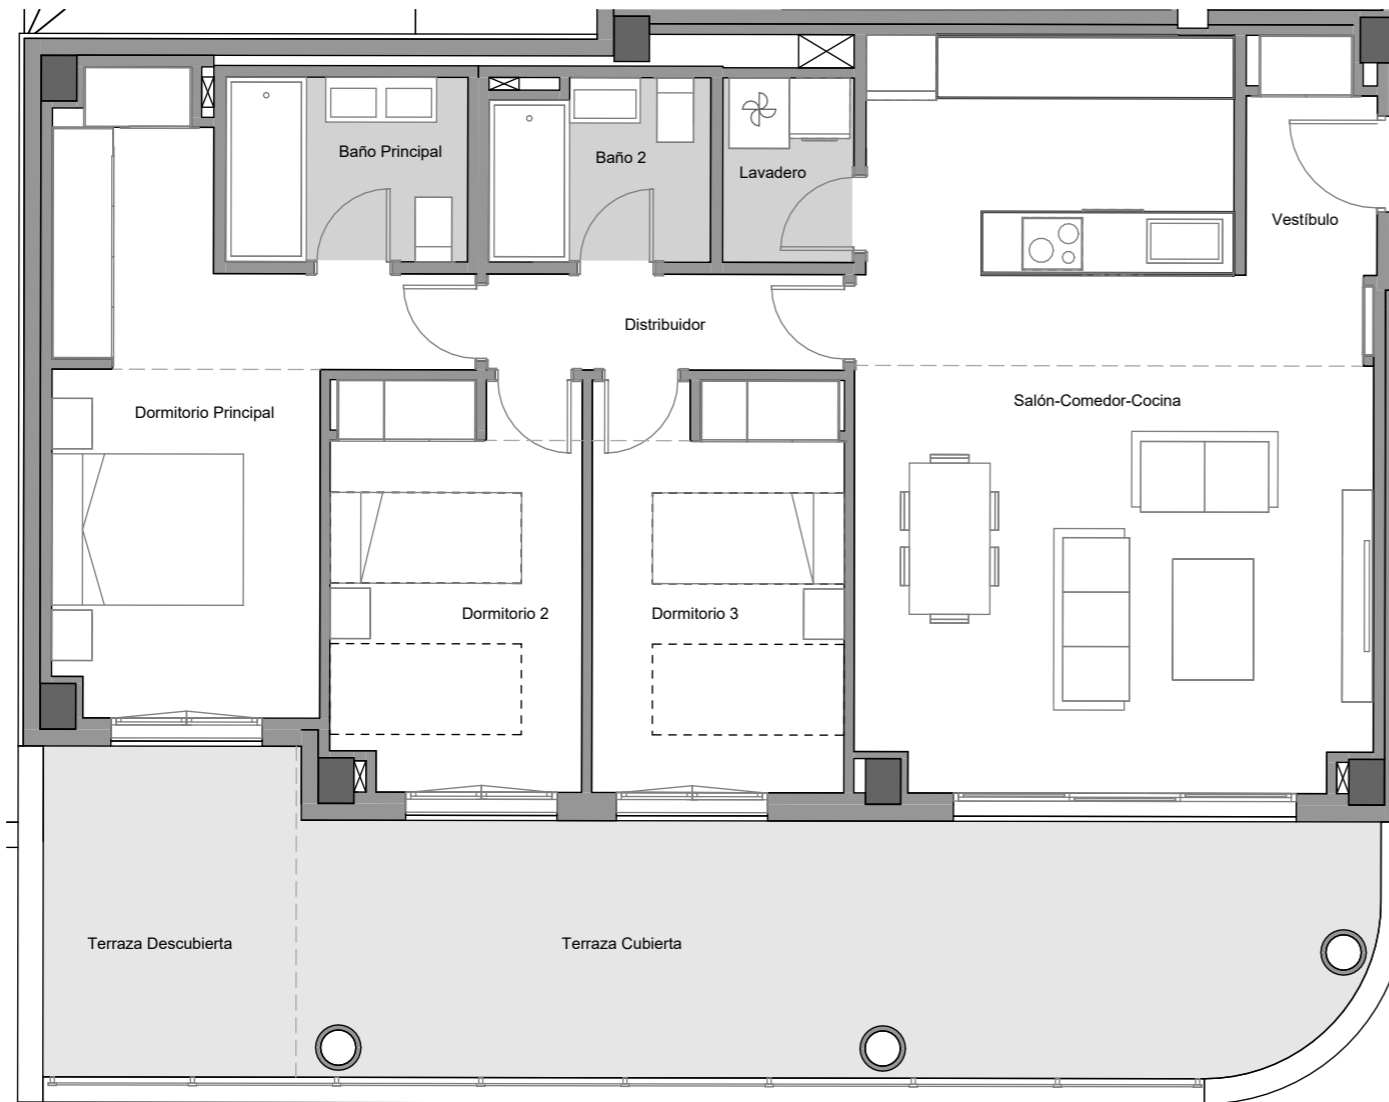 Baño Principal
Baño 2
Lavadero
Vestíbulo
Distribuidor
Dormitorio Principal
Salón-Comedor-Cocina
Dormitorio 2
Dormitorio 3
Terraza Descubierta
Terraza Cubierta